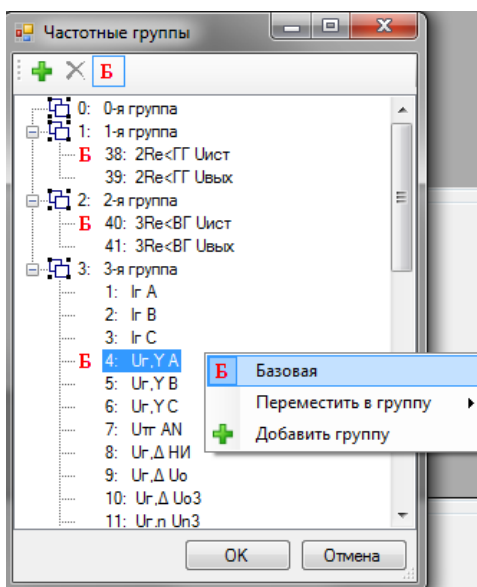 Частотные группы
Б
0: 0-я группа
1: 1-я группа
Б 38: 2Re<ГГ Uист
39: 2Re<ГГ Uвых
2: 2-я группа
Б 40: 3Re<ВГ Uист
41: 3Re<ВГ Uвых
3: 3-я группа
1: Iг A
2: Iг B
3: Iг C
Б 4: Uг,Y A
5: Uг,Y B
6: Uг,Y C
7: Uтг AN
8: Uг,Δ НИ
9: Uг,Δ Uо
10: Uг,Δ Uо3
11: Uг.n Un3
Б Базовая
Переместить в группу
Добавить группу
OK Отмена